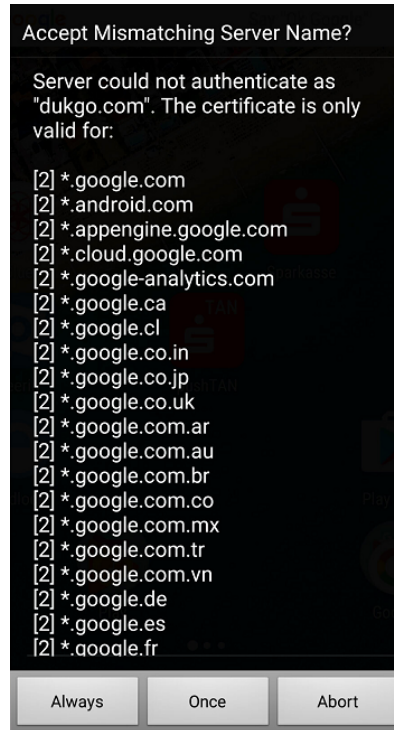 Accept Mismatching Server Name?
Server could not authenticate as
"dukgo.com". The certificate is only
valid for:
[2] *.google.com
[2] *.android.com
[2] *.appengine.google.com
[2] *.cloud.google.com
[2] *.google-analytics.com
[2] *.google.ca
[2] *.google.cl
[2] *.google.co.in
[2] *.google.co.jp
[2] *.google.co.uk
[2] *.google.com.ar
[2] *.google.com.au
[2] *.google.com.br
[2] *.google.com.co
[2] *.google.com.mx
[2] *.google.com.tr
[2] *.google.com.vn
[2] *.google.de
[2] *.google.es
[2] *.google.fr
Always Once Abort